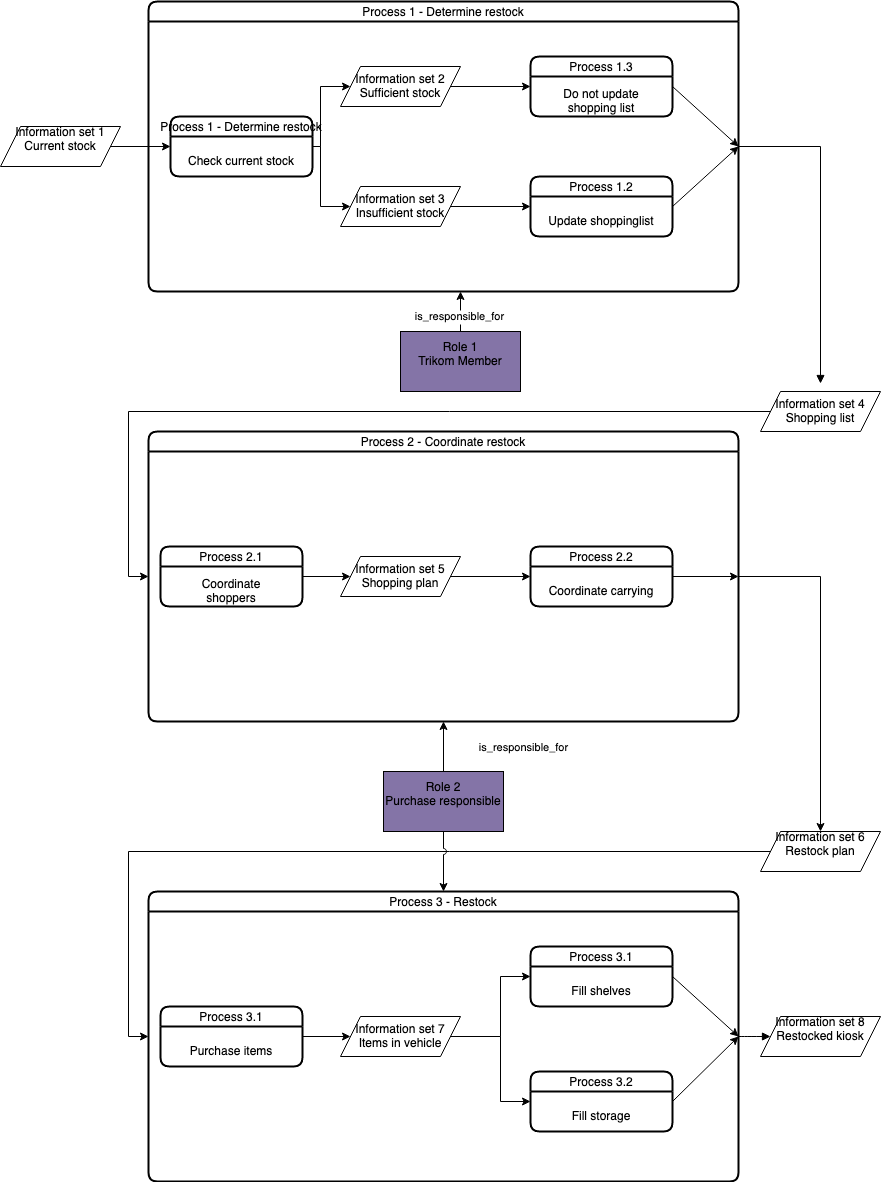 Process 1 - Determine restock
Information set 1
Current stock
Process 1 - Determine restock
Check current stock
Information set 2
Sufficient stock
Process 1.3
Do not update
shopping list
Information set 3
Insufficient stock
Process 1.2
Update shoppinglist
is_responsible_for
Role 1
Trikom Member
Information set 4
Shopping list
Process 2 - Coordinate restock
Process 2.1
Coordinate
shoppers
Information set 5
Shopping plan
Process 2.2
Coordinate carrying
is_responsible_for
Role 2
Purchase responsible
Information set 6
Restock plan
Process 3 - Restock
Process 3.1
Purchase items
Information set 7
Items in vehicle
Process 3.1
Fill shelves
Process 3.2
Fill storage
Information set 8
Restocked kiosk